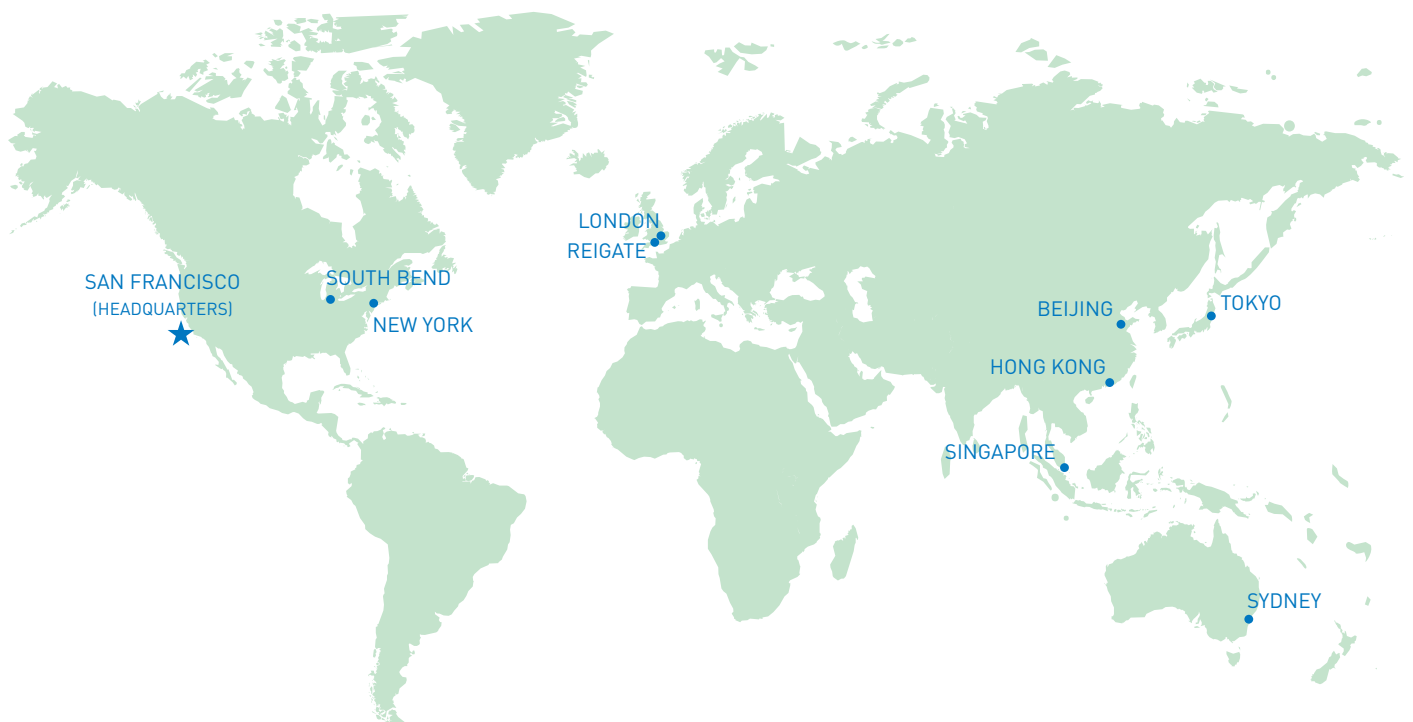 LONDON
REIGATE
SAN FRANCISCO
(HEADQUARTERS)
SOUTH BEND
NEW YORK
BEIJING
TOKYO
HONG KONG
SINGAPORE
SYDNEY